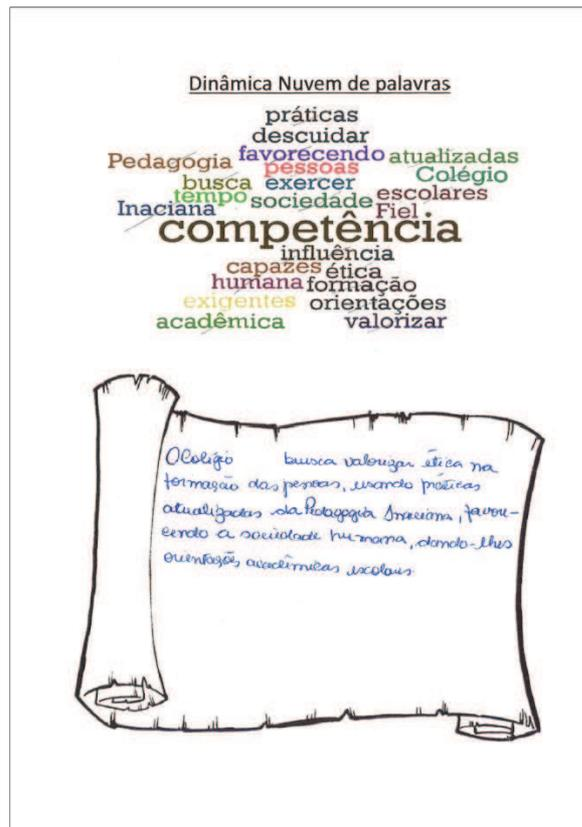 Dinâmica Nuvem de palavras
práticas
descuidar
Pedagogia favorecendo atualizadas
pessoas Colégio
busca exercer escolares
tempo sociedade Fiel
Inaciana
competência
influência
capazes ética
humana formação
exigentes orientações
acadêmica valorizar
O Colégio busca valorizar ética na
formação das pessoas, usando práticas
atualizadas da Pedagogia Inaciana, favore-
cendo a sociedade humana, dando-lhes
orientações acadêmicas escolares